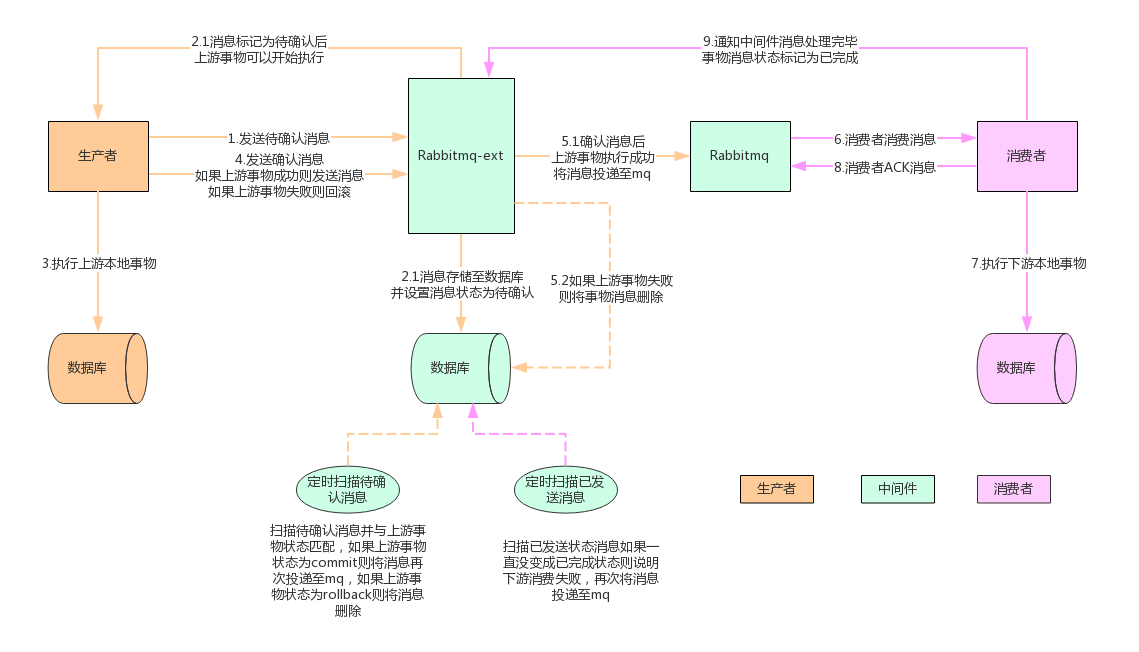 2.1消息标记为待确认后
上游事物可以开始执行
9.通知中间件消息处理完毕
事物消息状态标记为已完成
生产者
1.发送待确认消息
4.发送确认消息
如果上游事物成功则发送消息
如果上游事物失败则回滚
Rabbitmq-ext
5.1确认消息后
上游事物执行成功
将消息投递至mq
Rabbitmq
6.消费者消费消息
8.消费者ACK消息
消费者
3.执行上游本地事物
2.1消息存储至数据库
并设置消息状态为待确认
5.2如果上游事物失败
则将事物消息删除
7.执行下游本地事物
数据库
数据库
数据库
定时扫描待确
认消息
定时扫描已发
送消息
生产者
中间件
消费者
扫描待确认消息并与上游事
物状态匹配，如果上游事物
状态为commit则将消息再
次投递至mq，如果上游事
物状态为rollback则将消息
删除
扫描已发送状态消息如果一
直没变成已完成状态则说明
下游消费失败，再次将消息
投递至mq